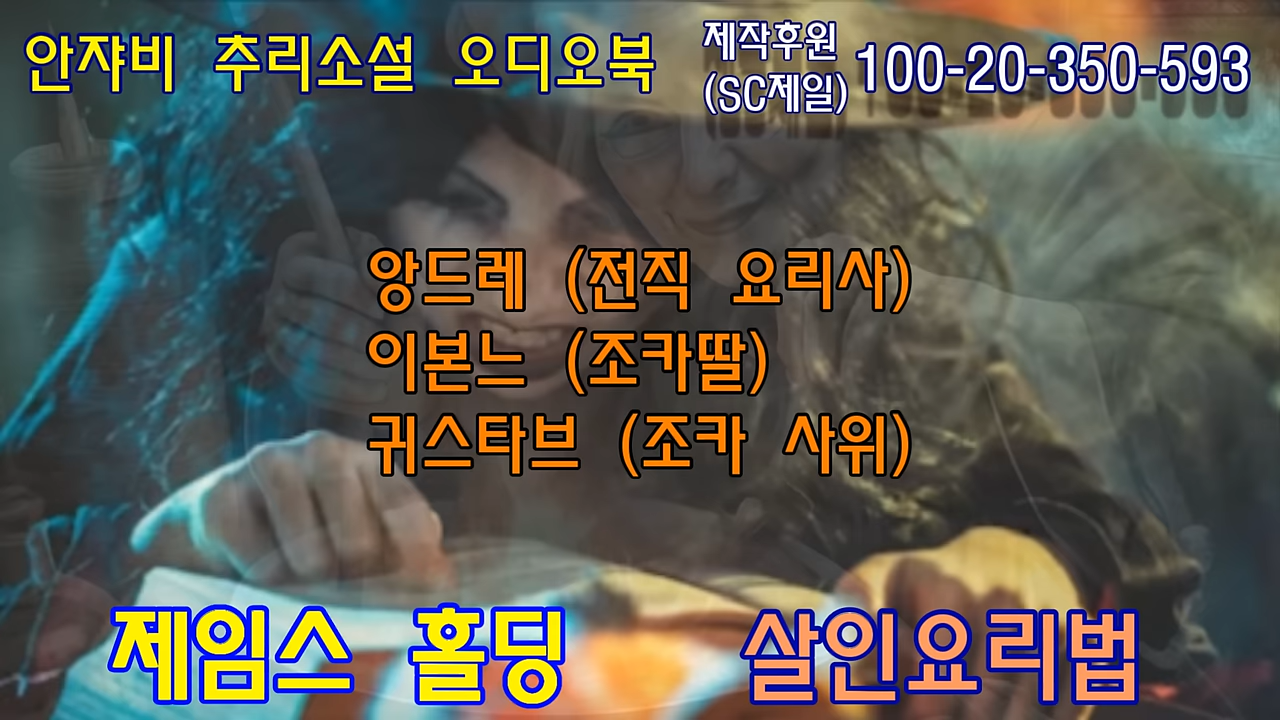 안쟈비 추리소설 오디오북
제작후원
(SC제일) 100-20-350-593
앙드레 (전직 요리사)
이본느 (조카딸)
귀스타브 (조카 사위)
제임스 홀딩
살인요리법